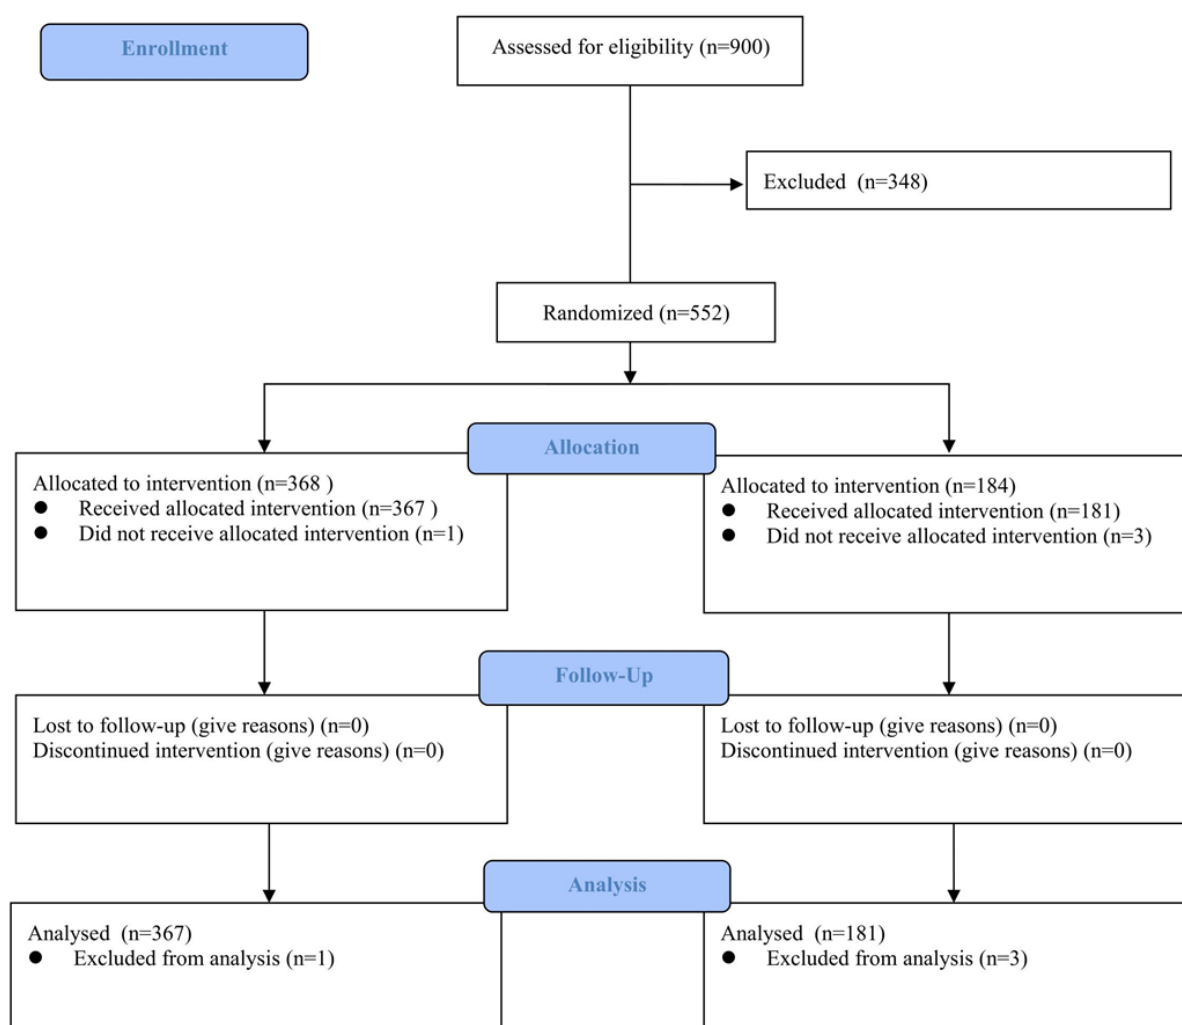 Enrollment
Assessed for eligibility (n=900)
Excluded (n=348)
Randomized (n=552)
Allocation
Allocated to intervention (n=368 )
● Received allocated intervention (n=367 )
● Did not receive allocated intervention (n=1)
Allocated to intervention (n=184)
● Received allocated intervention (n=181)
● Did not receive allocated intervention (n=3)
Follow-Up
Lost to follow-up (give reasons) (n=0)
Discontinued intervention (give reasons) (n=0)
Lost to follow-up (give reasons) (n=0)
Discontinued intervention (give reasons) (n=0)
Analysis
Analysed (n=367)
● Excluded from analysis (n=1)
Analysed (n=181)
● Excluded from analysis (n=3)